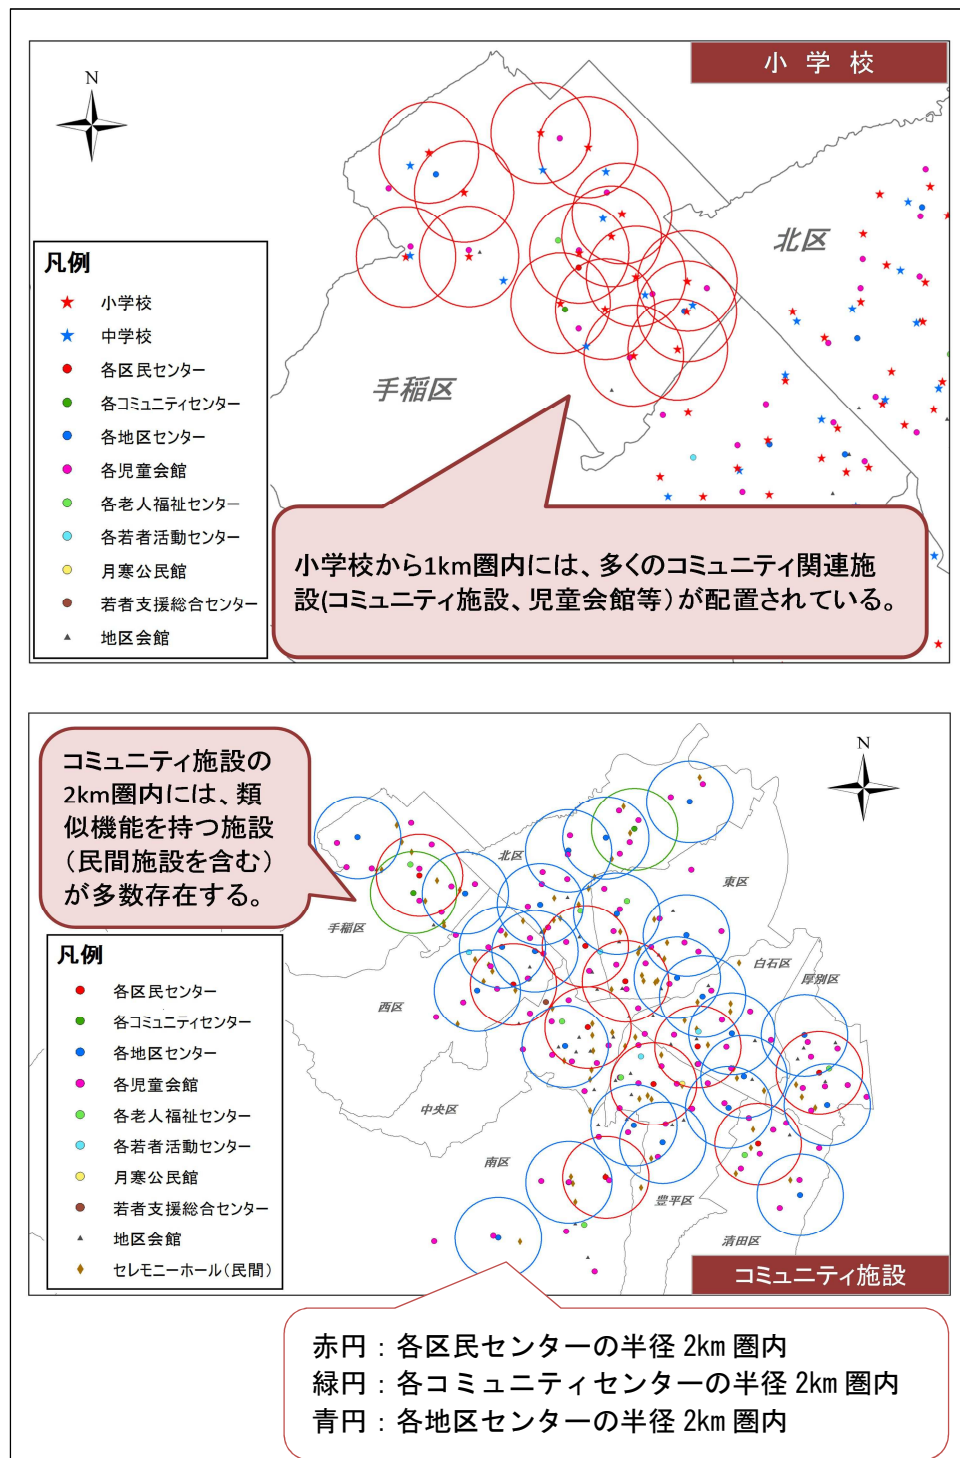 小学校
N
北区
手稲区
凡例
小学校
中学校
各区民センター
各コミュニティセンター
各地区センター
各児童会館
各老人福祉センター
各若者活動センター
月寒公民館
若者支援総合センター
地区会館
小学校から1km圏内には、多くのコミュニティ関連施
設(コミュニティ施設、児童会館等)が配置されている。
コミュニティ施設の
2km圏内には、類
似機能を持つ施設
(民間施設を含む)
が多数存在する。
N
北区
東区
手稲区
白石区
厚別区
西区
中央区
南区
豊平区
清田区
凡例
各区民センター
各コミュニティセンター
各地区センター
各児童会館
各老人福祉センター
各若者活動センター
月寒公民館
若者支援総合センター
地区会館
セレモニーホール(民間)
コミュニティ施設
赤円:各区民センターの半径 2km 圏内
緑円:各コミュニティセンターの半径 2km 圏内
青円:各地区センターの半径 2km 圏内